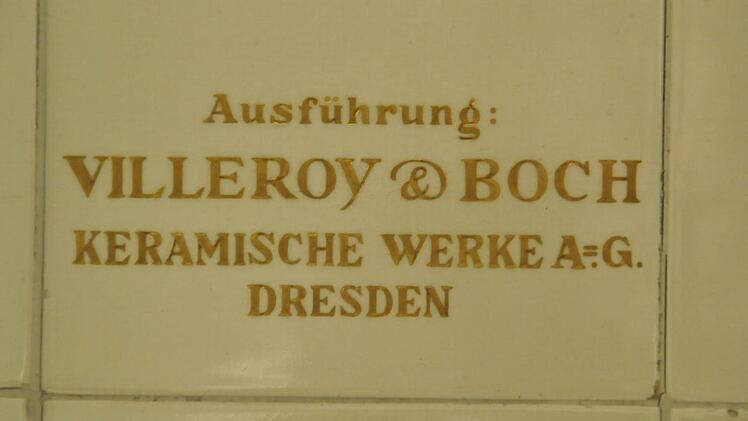 Ausführung:
VILLEROY & BOCH
KERAMISCHE WERKE A=G.
DRESDEN